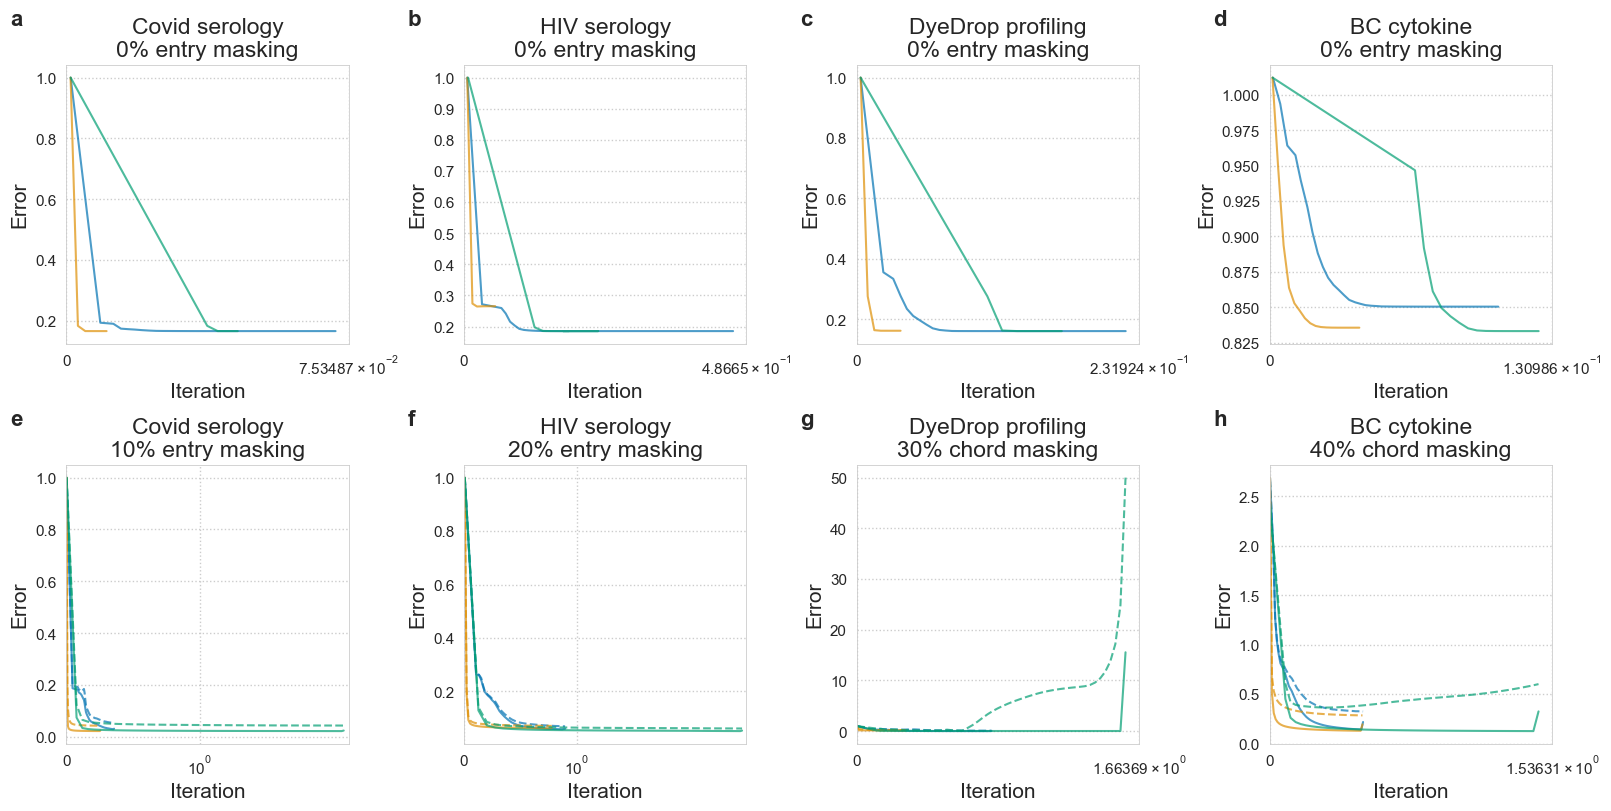 a
Covid serology
0% entry masking
1.0
0.8
0.6
0.4
0.2
Error
0
7.53487 × 10⁻²
Iteration
b
HIV serology
0% entry masking
1.0
0.9
0.8
0.7
0.6
0.5
0.4
0.3
0.2
Error
0
4.8665 × 10⁻¹
Iteration
c
DyeDrop profiling
0% entry masking
1.0
0.8
0.6
0.4
0.2
Error
0
2.31924 × 10⁻¹
Iteration
d
BC cytokine
0% entry masking
1.000
0.975
0.950
0.925
0.900
0.875
0.850
0.825
Error
0
1.30986 × 10⁻¹
Iteration
e
Covid serology
10% entry masking
1.0
0.8
0.6
0.4
0.2
0.0
Error
0
10⁰
Iteration
f
HIV serology
20% entry masking
1.0
0.8
0.6
0.4
0.2
Error
0
10⁰
Iteration
g
DyeDrop profiling
30% chord masking
50
40
30
20
10
0
Error
0
1.66369 × 10⁰
Iteration
h
BC cytokine
40% chord masking
2.5
2.0
1.5
1.0
0.5
0.0
Error
0
1.53631 × 10⁰
Iteration